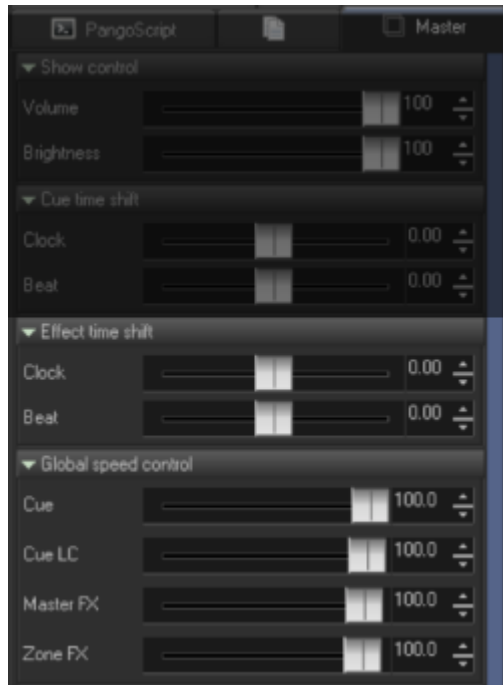 PangoScript
Master
Show control
Volume 100
Brightness 100
Cue time shift
Clock 0.00
Beat 0.00
Effect time shift
Clock 0.00
Beat 0.00
Global speed control
Cue 100.0
Cue LC 100.0
Master FX 100.0
Zone FX 100.0